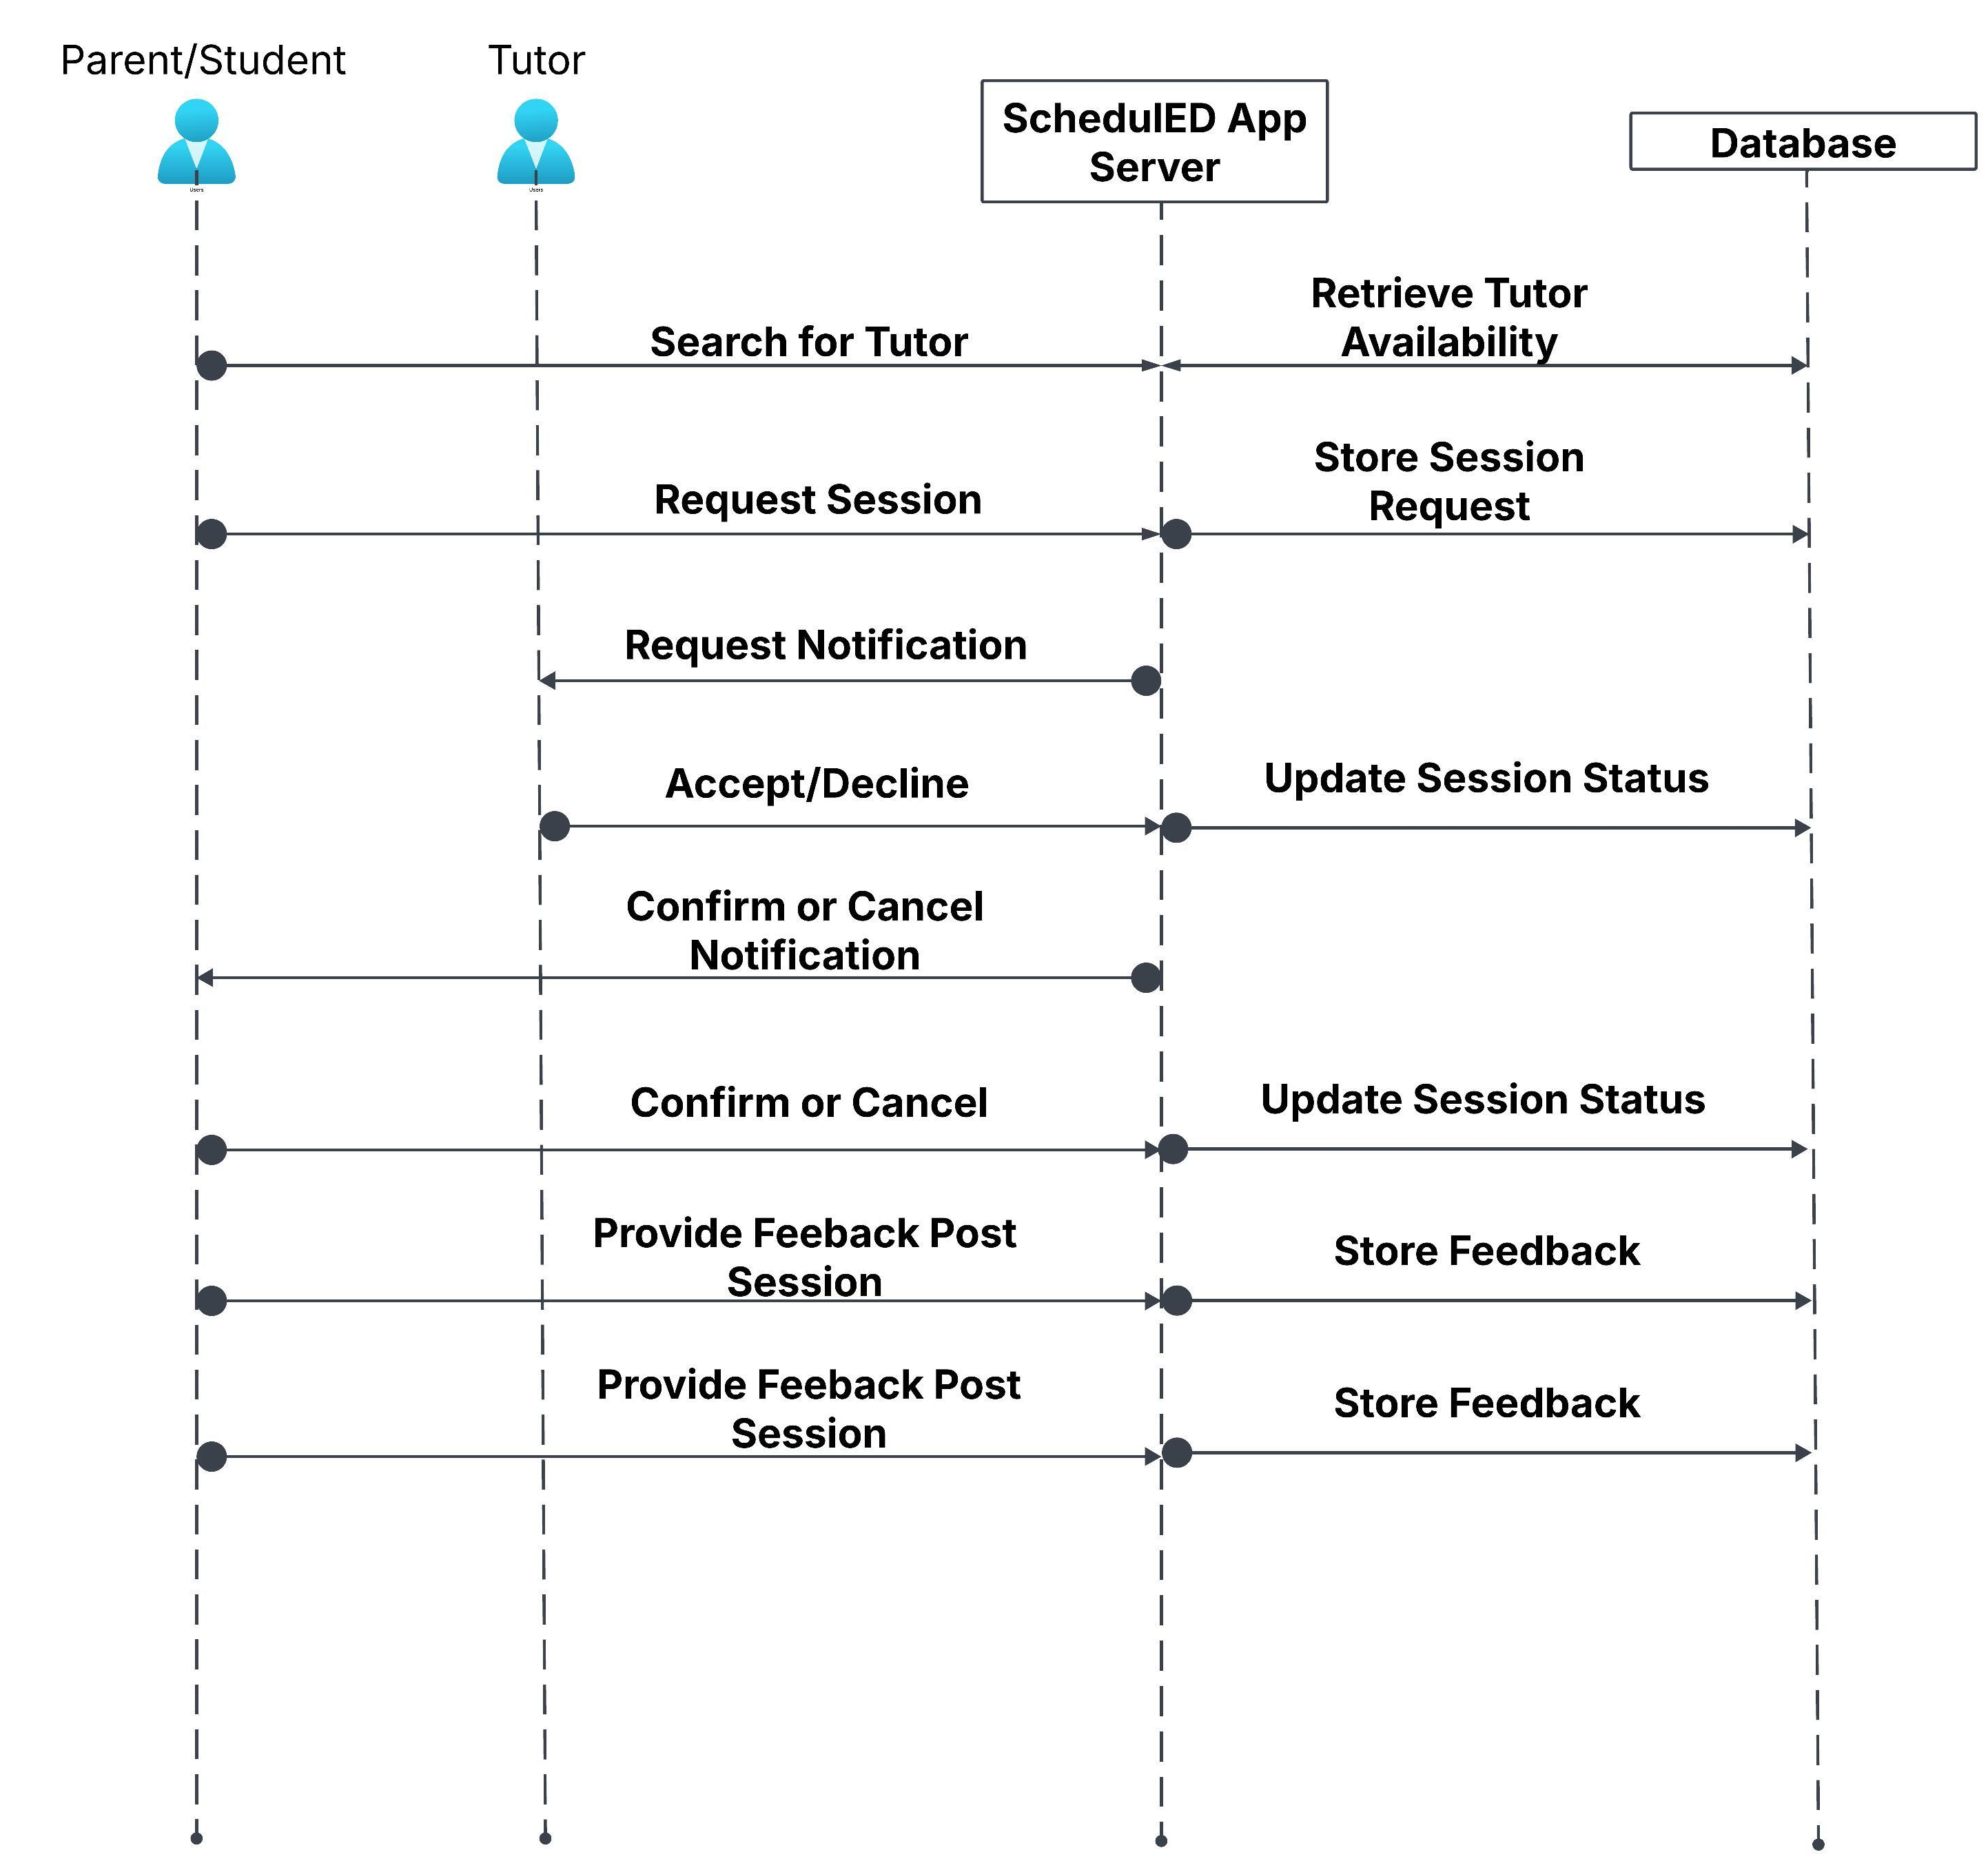 Parent/Student
Tutor
SchedulED App
Server
Database
Users
Users
Retrieve Tutor
Availability
Search for Tutor
Store Session
Request
Request Session
Request Notification
Accept/Decline
Update Session Status
Confirm or Cancel
Notification
Confirm or Cancel
Update Session Status
Provide Feeback Post
Session
Store Feedback
Provide Feeback Post
Session
Store Feedback